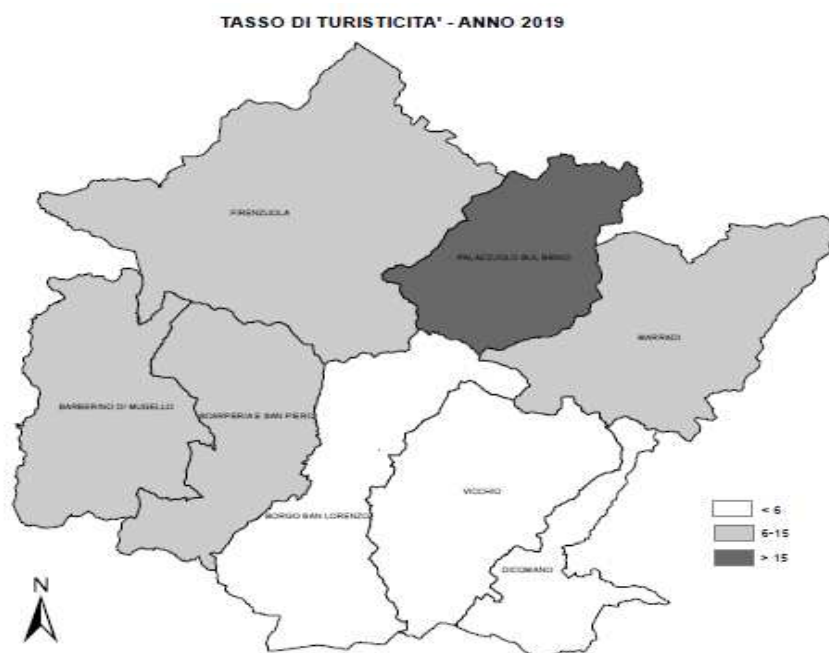 TASSO DI TURISTICITA' - ANNO 2019
FIRENZUOLA
PALAZZUOLO SUL SENIO
MARRADI
BARBERINO DI MUGELLO
SCARPERIA E SAN PIERO
VICCHIO
BORGO SAN LORENZO
DICOMANO
< 6
6-15
> 15
N